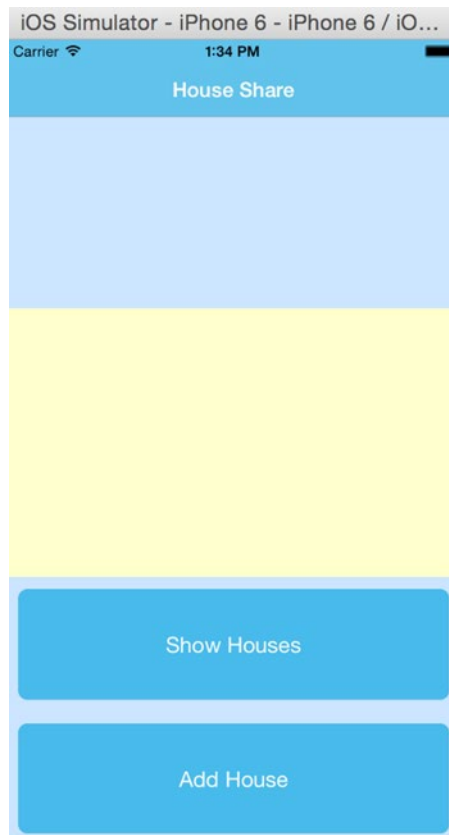 iOS Simulator - iPhone 6 - iPhone 6 / iO...
Carrier 1:34 PM
House Share
Show Houses
Add House